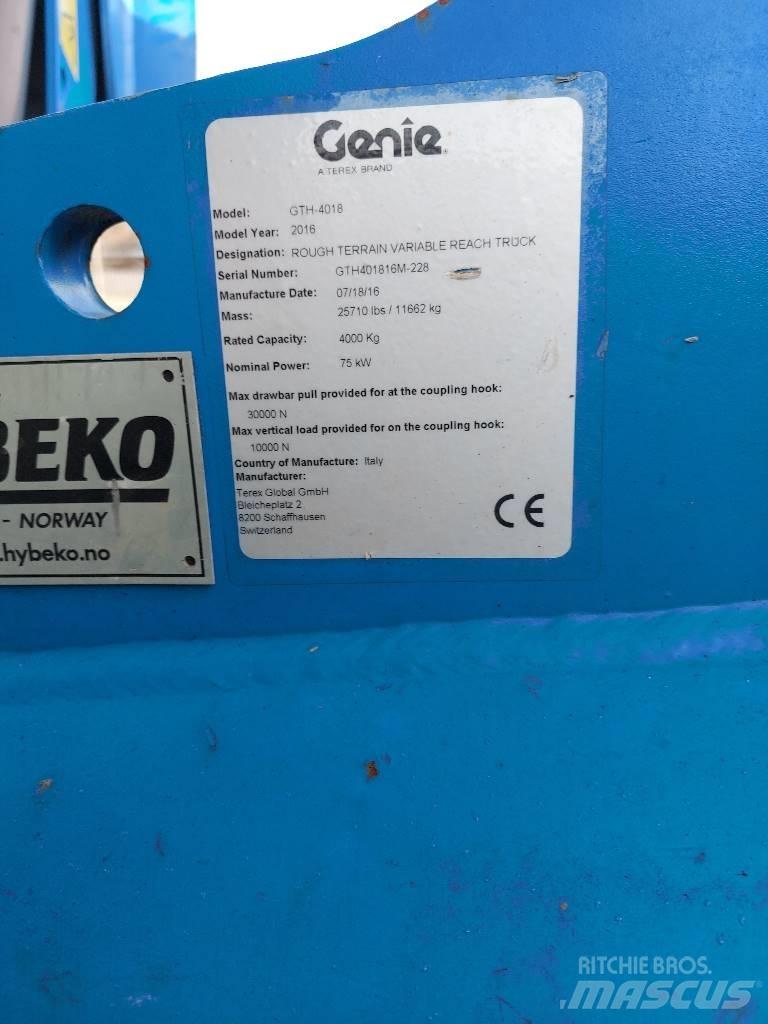 Genie
A TEREX BRAND
Model: GTH-4018
Model Year: 2016
Designation: ROUGH TERRAIN VARIABLE REACH TRUCK
Serial Number: GTH401816M-228
Manufacture Date: 07/18/16
Mass: 25710 lbs / 11662 kg
Rated Capacity: 4000 Kg
Nominal Power: 75 kW
Max drawbar pull provided for at the coupling hook:
30000 N
Max vertical load provided for on the coupling hook:
10000 N
Country of Manufacture: Italy
Manufacturer:
Terex Global GmbH
Bleicheplatz 2
8200 Schaffhausen
Switzerland
CE
BEKO
- NORWAY
.hybeko.no
RITCHIE BROS.
MASCUS